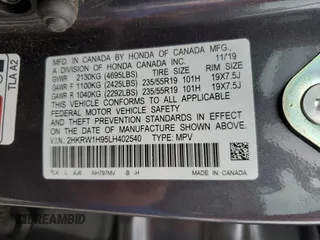 TLA A2
MFD. IN CANADA BY HONDA OF CANADA MFG.,
A DIVISION OF HONDA CANADA INC. 11/19
GVWR 2130KG (4695LBS) TIRE SIZE RIM
GAWR F 1100KG (2425LBS) 235/55R19 101H 19X7.5J
GAWR R 1040KG (2292LBS) 235/55R19 101H 19X7.5J
THIS VEHICLE CONFORMS TO ALL APPLICABLE
FEDERAL MOTOR VEHICLE SAFETY AND
THEFT PREVENTION STANDARDS IN EFFECT ON THE
DATE OF MANUFACTURE SHOWN ABOVE.
V.I.N.: 2HKRW1H95LH402540 TYPE: MPV
TLA L NH797MV B JH
MADE IN CANADA
DREAMBID